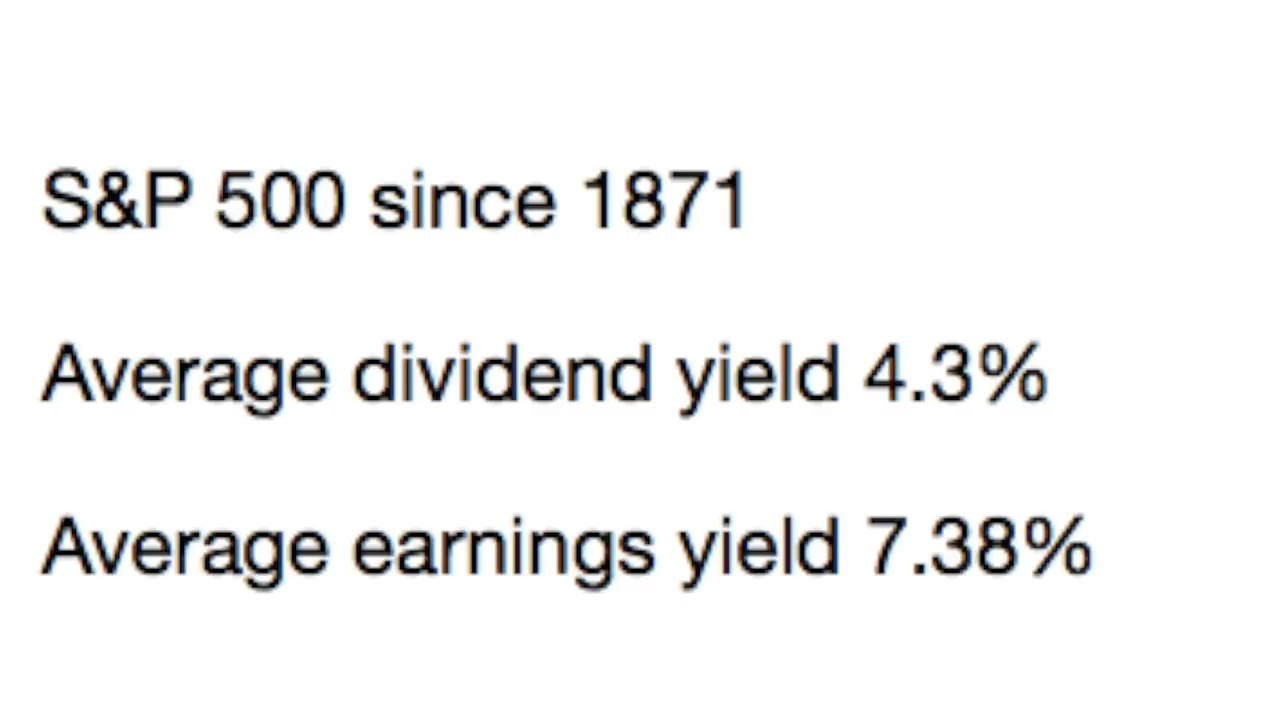 S&P 500 since 1871
Average dividend yield 4.3%
Average earnings yield 7.38%